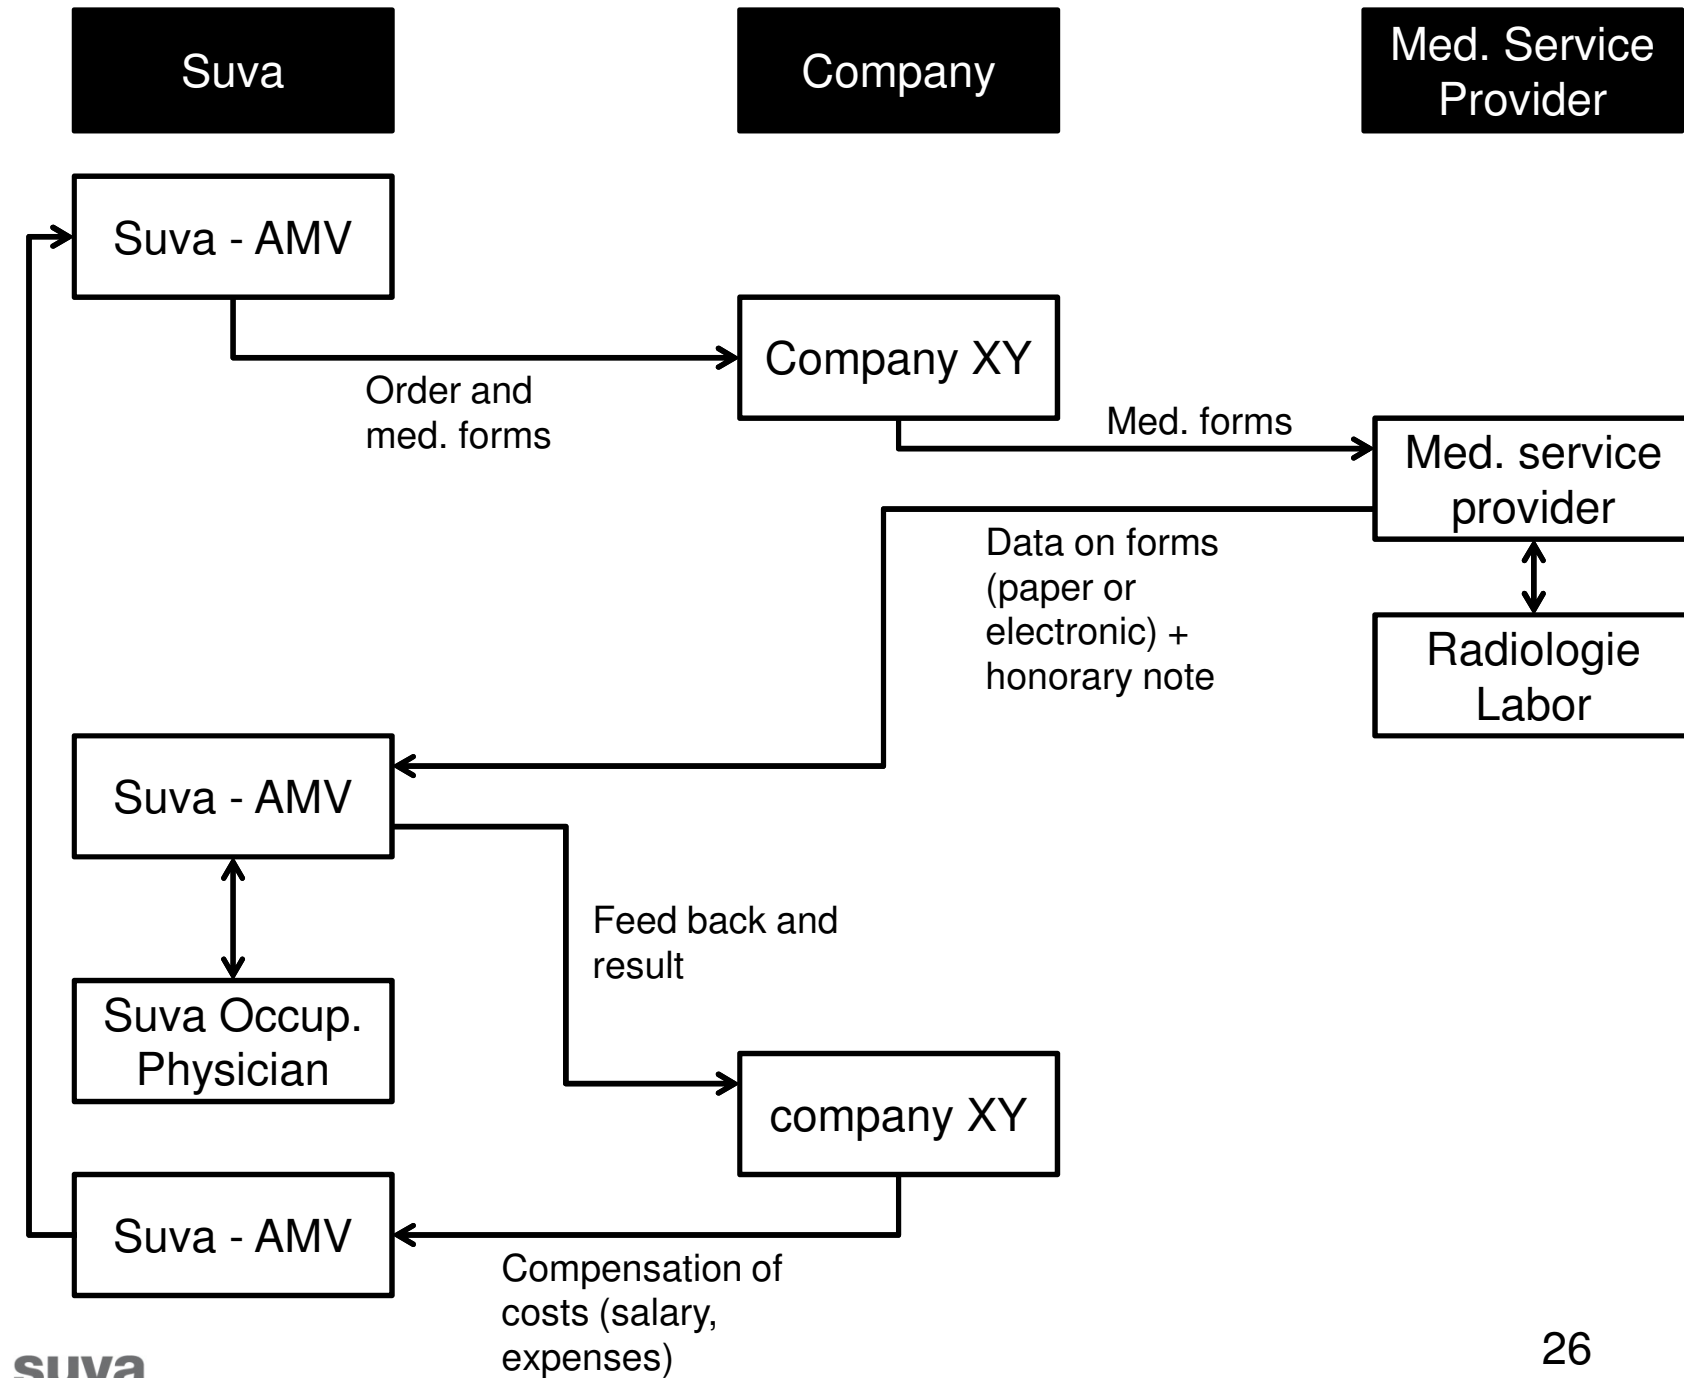 Suva
Company
Med. Service
Provider
Suva - AMV
Company XY
Order and
med. forms
Med. forms
Med. service
provider
Data on forms
(paper or
electronic) +
honorary note
Radiologie
Labor
Suva - AMV
Feed back and
result
Suva Occup.
Physician
company XY
Suva - AMV
Compensation of
costs (salary,
expenses)
suva
26